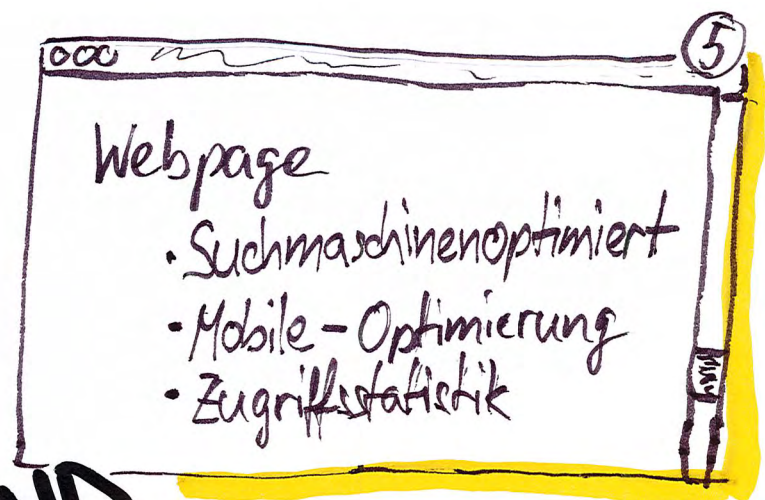 5
Webpage
· Suchmaschinenoptimiert
· Mobile-Optimierung
· Zugriffsstatistik